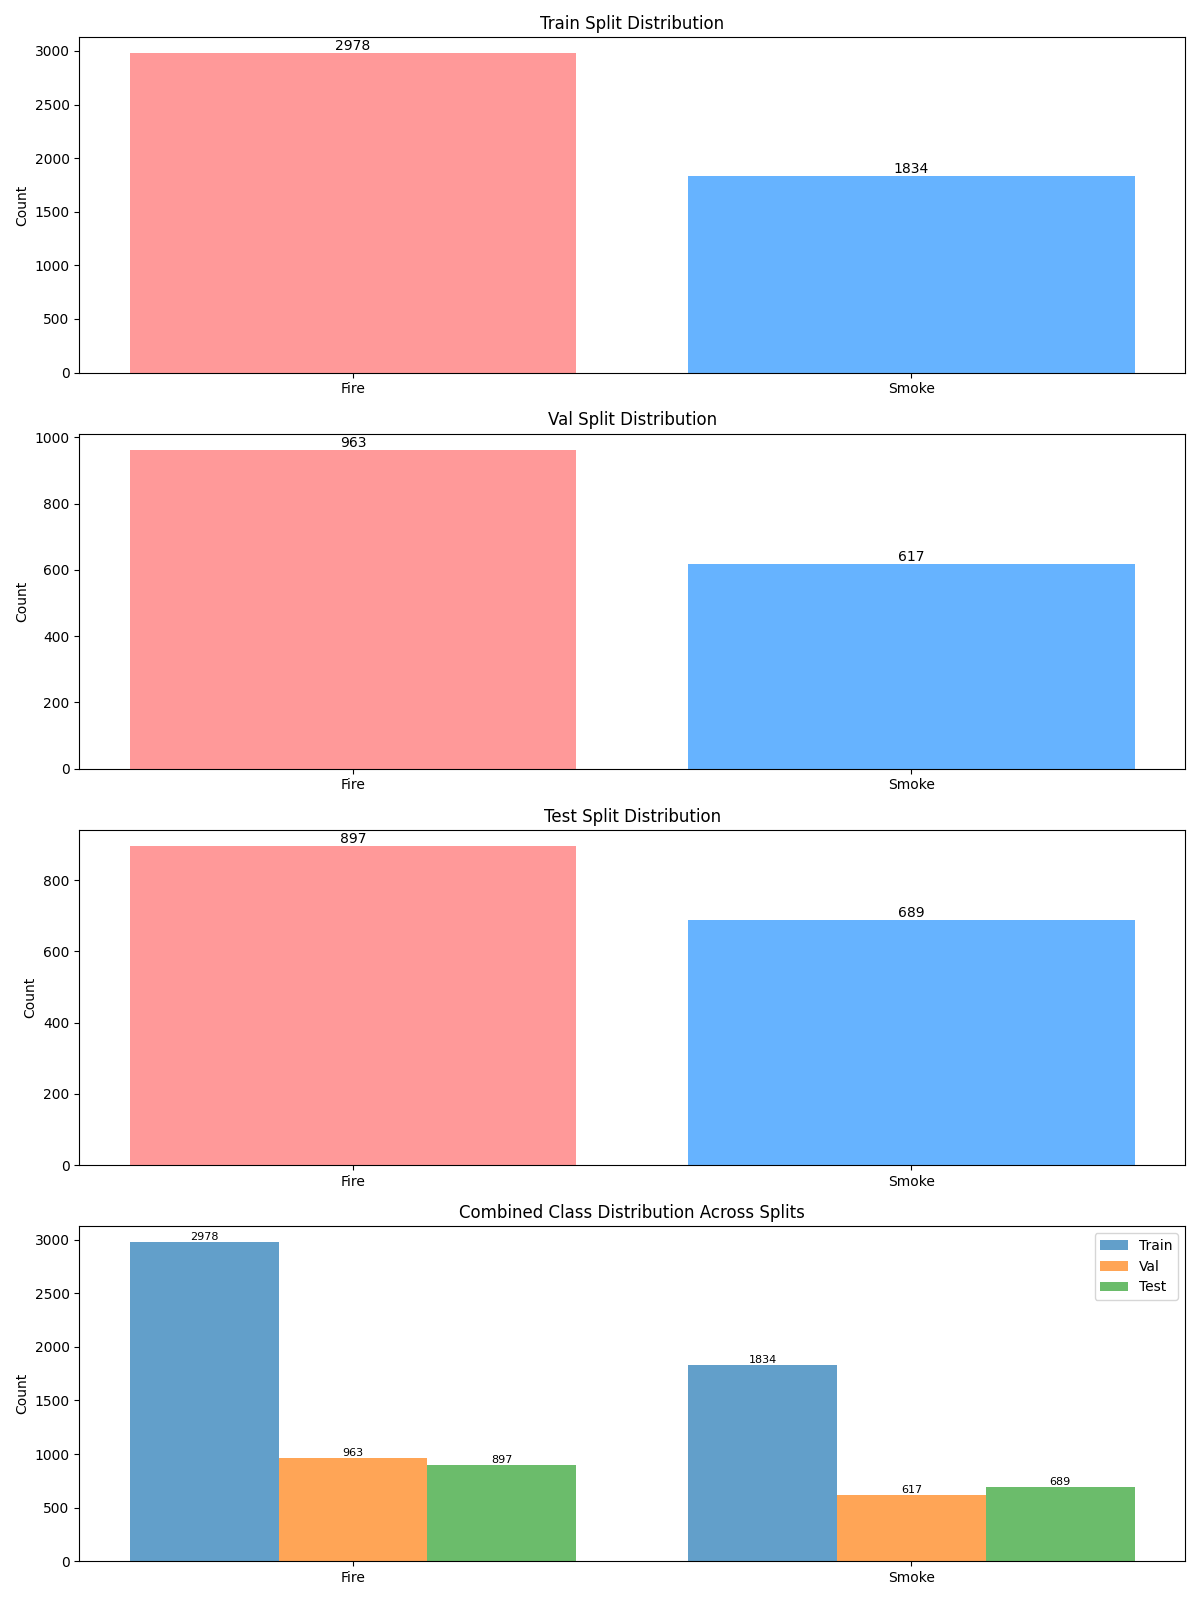 Train Split Distribution
2978
3000
2500
2000
1834
1500
1000
500
0
Count
Fire
Smoke
Val Split Distribution
963
1000
800
617
600
400
200
0
Count
Fire
Smoke
Test Split Distribution
897
800
689
600
400
200
0
Count
Fire
Smoke
Combined Class Distribution Across Splits
2978
3000
2500
2000
1834
1500
1000
963
897
617
689
500
0
Count
Fire
Smoke
Train
Val
Test